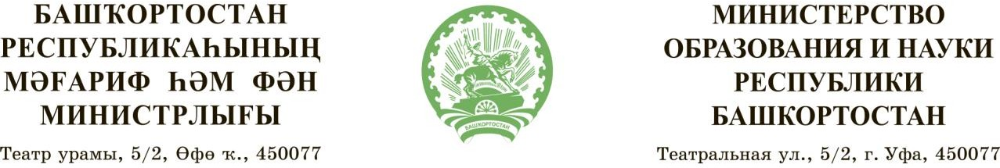 БАШҠОРТОСТАН
РЕСПУБЛИКАҺЫНЫҢ
МӘҒАРИФ ҺӘМ ФӘН
МИНИСТРЛЫҒЫ
Театр урамы, 5/2, Өфө ҡ., 450077
БАШҠОРТОСТАН
МИНИСТЕРСТВО
ОБРАЗОВАНИЯ И НАУКИ
РЕСПУБЛИКИ
БАШКОРТОСТАН
Театральная ул., 5/2, г. Уфа, 450077